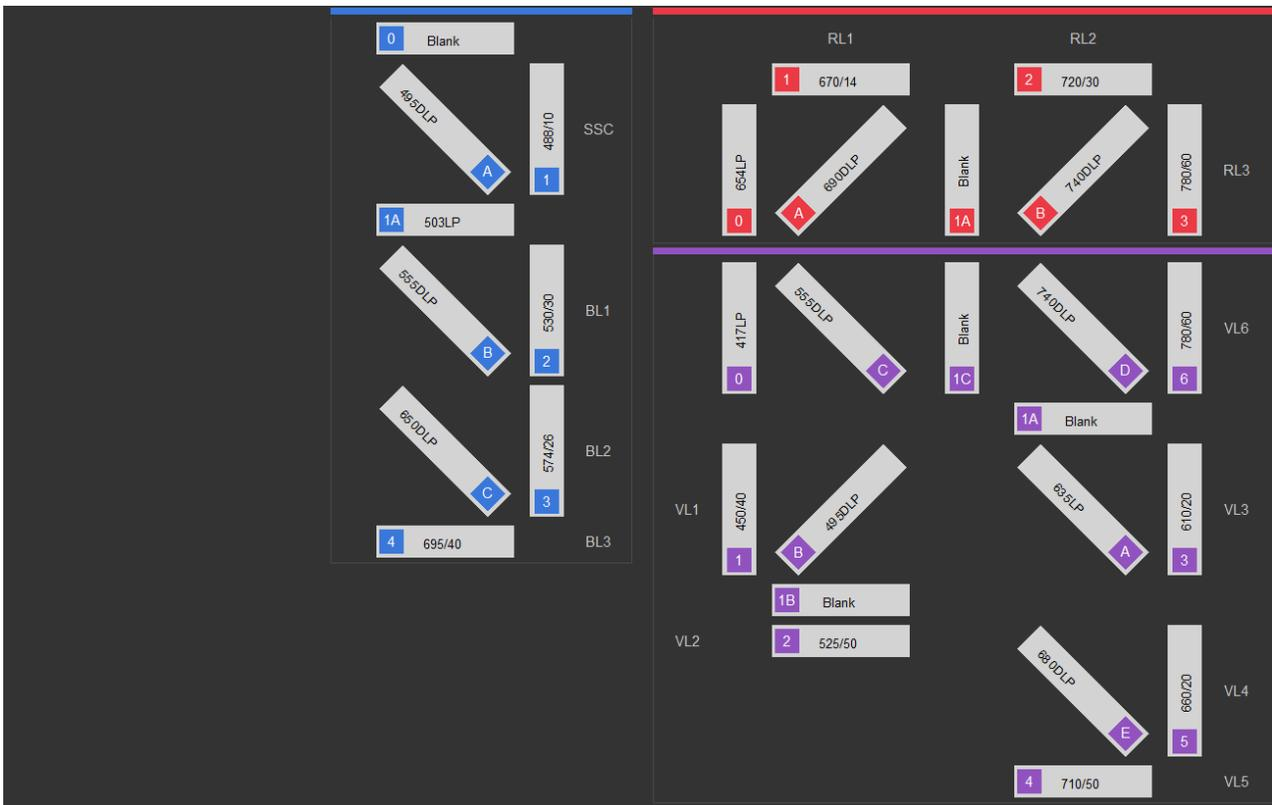 0 Blank
495DLP
A
488/10
1
SSC
1A 503LP
555DLP
B
530/30
2
BL1
650DLP
C
574/26
3
BL2
4 695/40
BL3
RL1
RL2
1 670/14
2 720/30
654LP
0
690DLP
A
Blank
1A
740DLP
B
780/60
3
RL3
417LP
0
555DLP
C
Blank
1C
740DLP
D
780/60
6
VL6
1A Blank
VL1
450/40
1
495DLP
B
635LP
A
610/20
3
VL3
1B Blank
VL2
2 525/50
680DLP
E
660/20
5
VL4
4 710/50
VL5